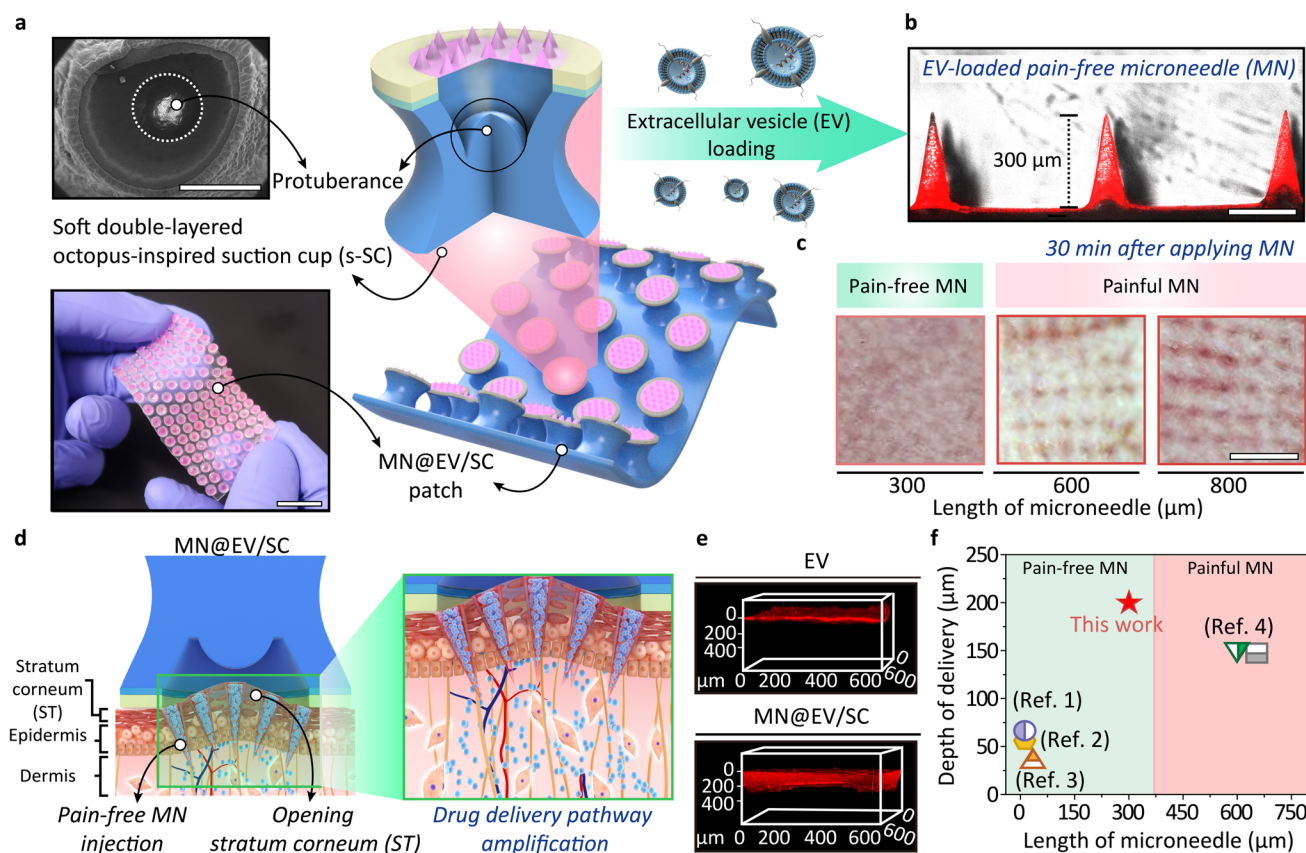 a
Protuberance
Soft double-layered
octopus-inspired suction cup (s-SC)
MN@EV/SC
patch
Extracellular vesicle (EV)
loading
b
EV-loaded pain-free microneedle (MN)
300 μm
c
30 min after applying MN
Pain-free MN
Painful MN
300
600
800
Length of microneedle (μm)
d
MN@EV/SC
Stratum
corneum
(ST)
Epidermis
Dermis
Pain-free MN
injection
Opening
stratum corneum (ST)
Drug delivery pathway
amplification
e
EV
0
200
400
μm
0
200
400
600
0
600
MN@EV/SC
0
200
400
μm
0
200
400
600
0
600
f
Depth of delivery (μm)
250
200
150
100
50
0
Pain-free MN
Painful MN
This work
(Ref. 4)
(Ref. 1)
(Ref. 2)
(Ref. 3)
0
150
300
450
600
750
Length of microneedle (μm)